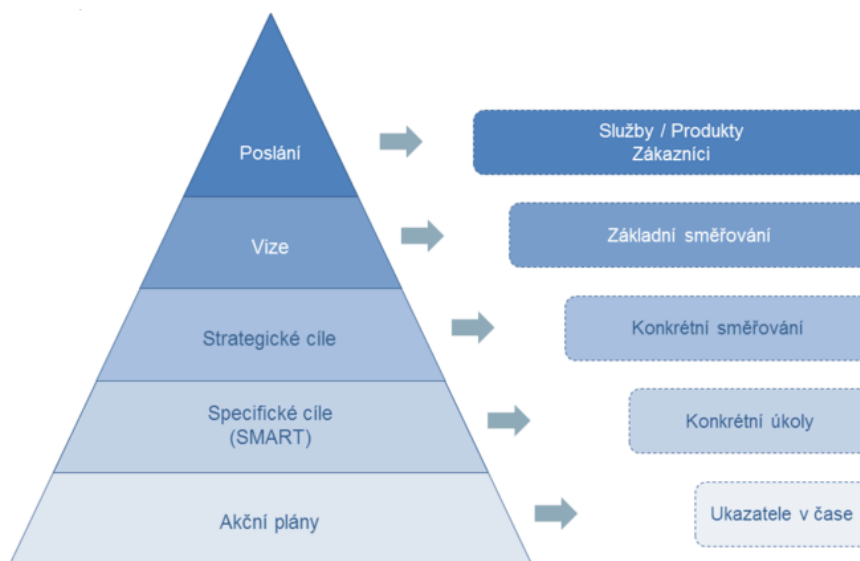 Poslání
Služby / Produkty
Zákazníci
Vize
Základní směřování
Strategické cíle
Konkrétní směřování
Specifické cíle
(SMART)
Konkrétní úkoly
Akční plány
Ukazatele v čase